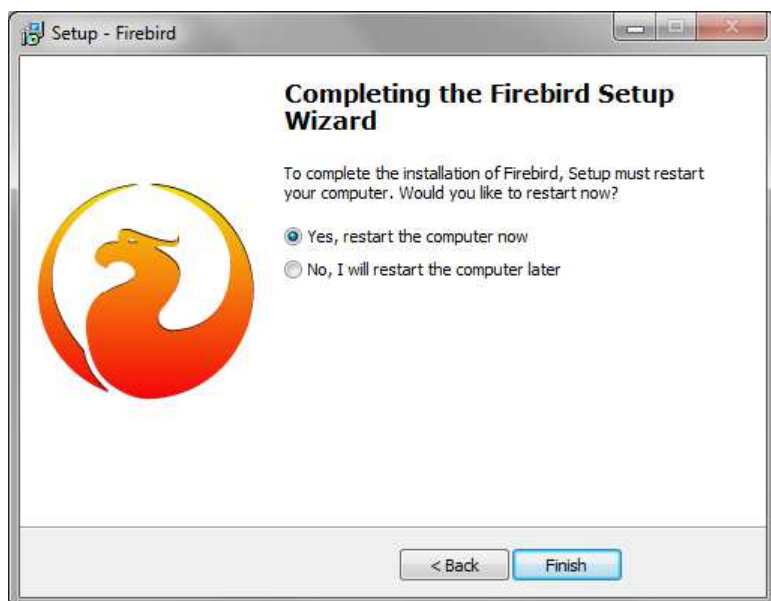 Setup - Firebird
Completing the Firebird Setup
Wizard
To complete the installation of Firebird, Setup must restart
your computer. Would you like to restart now?
Yes, restart the computer now
No, I will restart the computer later
< Back
Finish